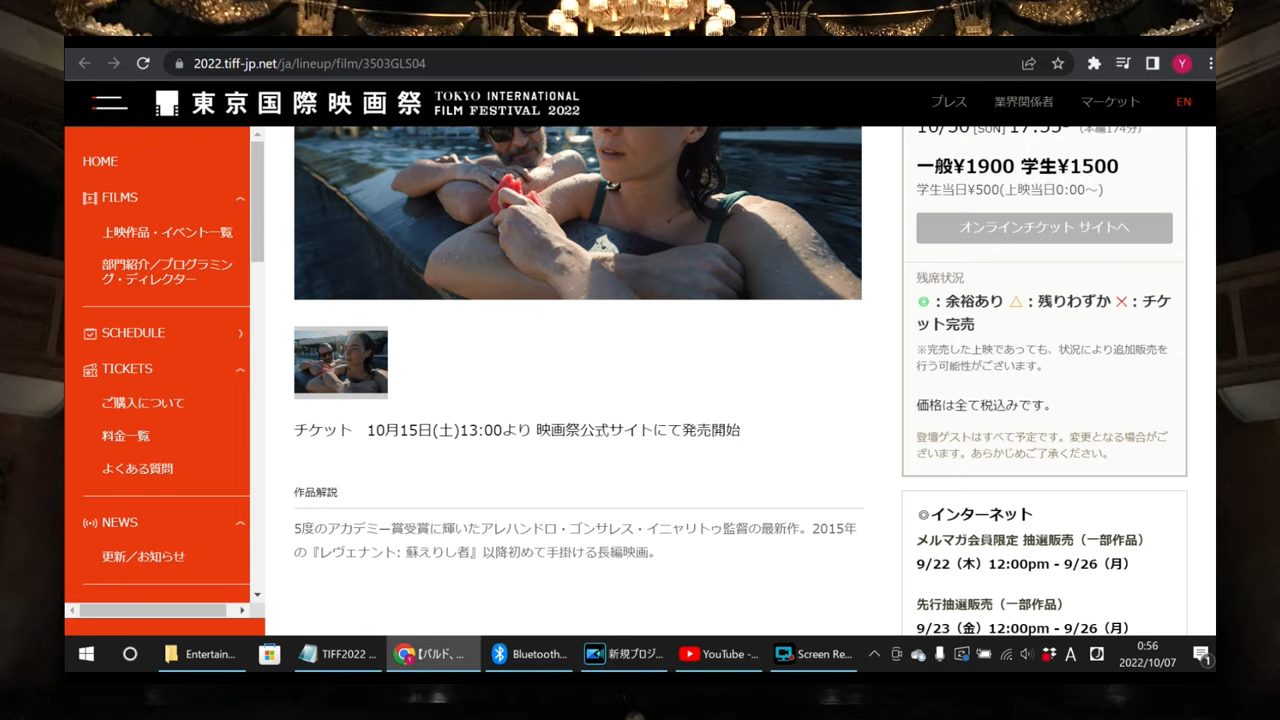 2022.tiff-jp.net/ja/lineup/film/3503GLS04
Y
東京国際映画祭
TOKYO INTERNATIONAL
FILM FESTIVAL 2022
プレス
業界関係者
マーケット
EN
HOME
FILMS
上映作品・イベント一覧
部門紹介／プログラミン
グ・ディレクター
SCHEDULE
TICKETS
ご購入について
料金一覧
よくある質問
NEWS
更新／お知らせ
チケット　10月15日(土)13:00より 映画祭公式サイトにて発売開始
作品解説
5度のアカデミー賞受賞に輝いたアレハンドロ・ゴンサレス・イニャリトゥ監督の最新作。2015年
の『レヴェナント: 蘇えりし者』以降初めて手掛ける長編映画。
[SUN] (本編174分)
一般¥1900 学生¥1500
学生当日¥500(上映当日0:00～)
オンラインチケット サイトへ
残席状況
◎：余裕あり △：残りわずか ✕：チケ
ット完売
※完売した上映であっても、状況により追加販売を
行う可能性がございます。
価格は全て税込みです。
登壇ゲストはすべて予定です。変更となる場合がご
ざいます。あらかじめご了承ください。
◎インターネット
メルマガ会員限定 抽選販売（一部作品）
9/22（木）12:00pm - 9/26（月）
先行抽選販売（一部作品）
9/23（金）12:00pm - 9/26（月）
Entertain...
TIFF2022 ...
【バルド、...
Bluetooth...
新規プロジ...
YouTube -...
Screen Re...
A
0:56
2022/10/07
1